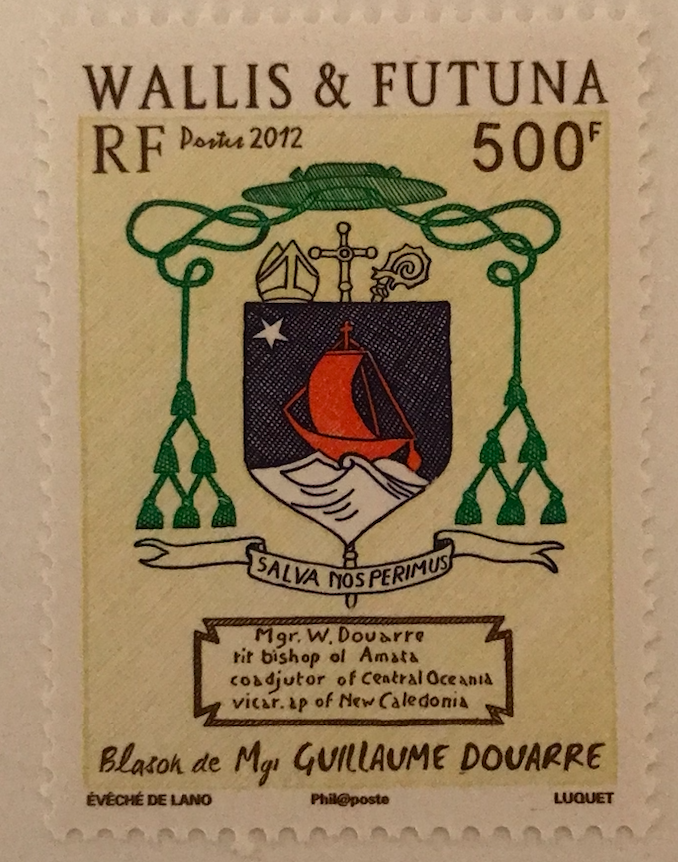 WALLIS & FUTUNA
RF Postes 2012 500F
SALVA NOS PERIMUS
Mgr. W. Douarre
tit bishop of Amata
coadjutor of Central Oceania
vicar. ap of New Caledonia
Blason de Mgr GUILLAUME DOUARRE
ÉVÊCHÉ DE LANO Phil@poste LUQUET